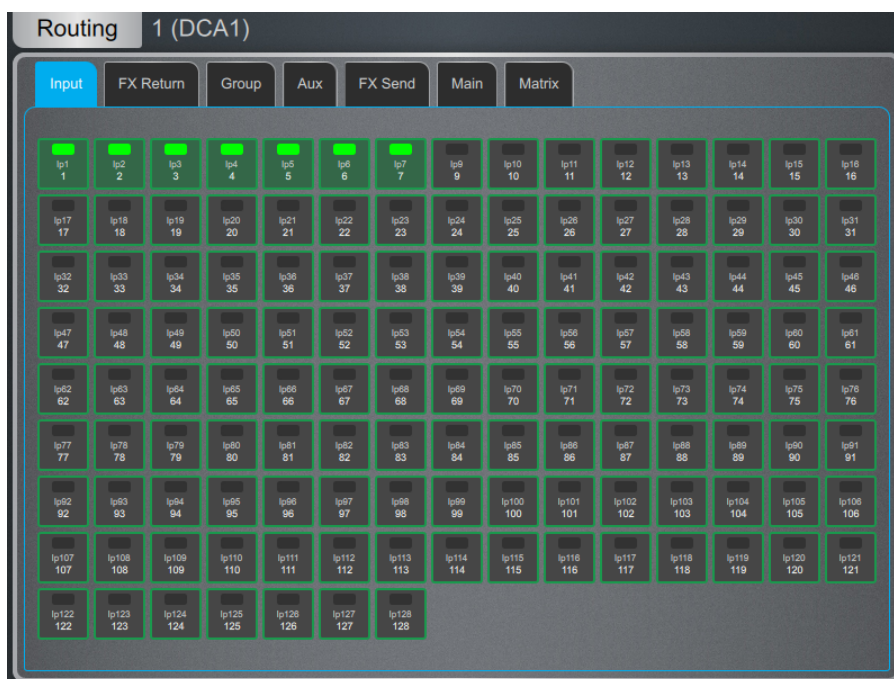 Routing 1 (DCA1)
Input FX Return Group Aux FX Send Main Matrix
Ip1 Ip2 Ip3 Ip4 Ip5 Ip6 Ip7 Ip9 Ip10 Ip11 Ip12 Ip13 Ip14 Ip15 Ip16
1 2 3 4 5 6 7 9 10 11 12 13 14 15 16
Ip17 Ip18 Ip19 Ip20 Ip21 Ip22 Ip23 Ip24 Ip25 Ip26 Ip27 Ip28 Ip29 Ip30 Ip31
17 18 19 20 21 22 23 24 25 26 27 28 29 30 31
Ip32 Ip33 Ip34 Ip35 Ip36 Ip37 Ip38 Ip39 Ip40 Ip41 Ip42 Ip43 Ip44 Ip45 Ip46
32 33 34 35 36 37 38 39 40 41 42 43 44 45 46
Ip47 Ip48 Ip49 Ip50 Ip51 Ip52 Ip53 Ip54 Ip55 Ip56 Ip57 Ip58 Ip59 Ip60 Ip61
47 48 49 50 51 52 53 54 55 56 57 58 59 60 61
Ip62 Ip63 Ip64 Ip65 Ip66 Ip67 Ip68 Ip69 Ip70 Ip71 Ip72 Ip73 Ip74 Ip75 Ip76
62 63 64 65 66 67 68 69 70 71 72 73 74 75 76
Ip77 Ip78 Ip79 Ip80 Ip81 Ip82 Ip83 Ip84 Ip85 Ip86 Ip87 Ip88 Ip89 Ip90 Ip91
77 78 79 80 81 82 83 84 85 86 87 88 89 90 91
Ip92 Ip93 Ip94 Ip95 Ip96 Ip97 Ip98 Ip99 Ip100 Ip101 Ip102 Ip103 Ip104 Ip105 Ip106
92 93 94 95 96 97 98 99 100 101 102 103 104 105 106
Ip107 Ip108 Ip109 Ip110 Ip111 Ip112 Ip113 Ip114 Ip115 Ip116 Ip117 Ip118 Ip119 Ip120 Ip121
107 108 109 110 111 112 113 114 115 116 117 118 119 120 121
Ip122 Ip123 Ip124 Ip125 Ip126 Ip127 Ip128
122 123 124 125 126 127 128